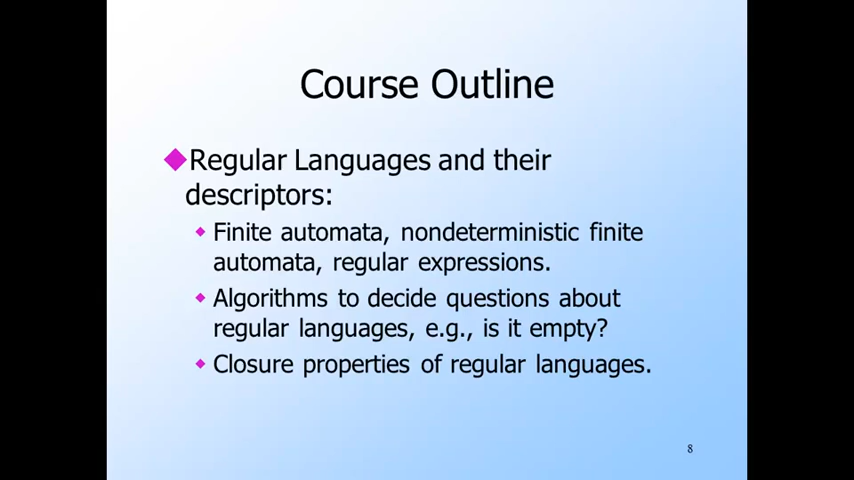 Course Outline
Regular Languages and their
descriptors:
Finite automata, nondeterministic finite
automata, regular expressions.
Algorithms to decide questions about
regular languages, e.g., is it empty?
Closure properties of regular languages.
8